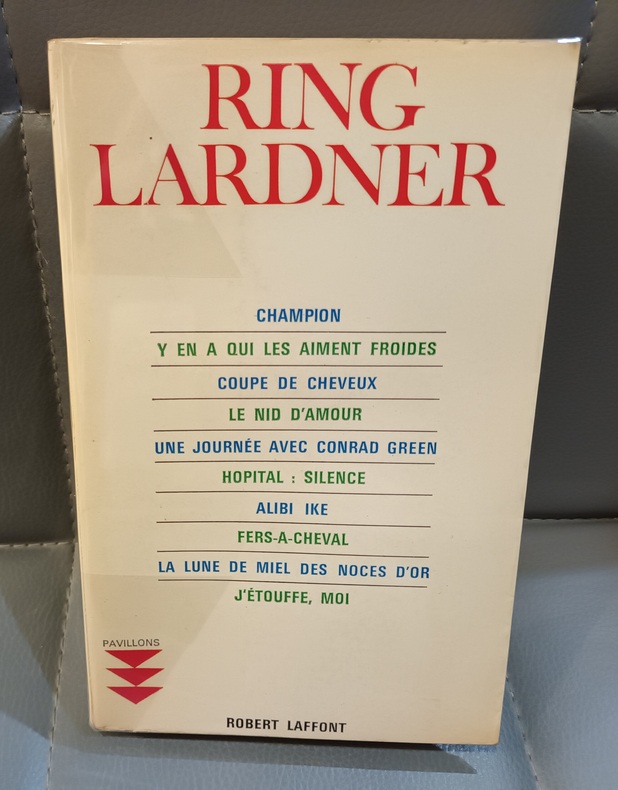 RING
LARDNER
CHAMPION
Y EN A QUI LES AIMENT FROIDES
COUPE DE CHEVEUX
LE NID D'AMOUR
UNE JOURNÉE AVEC CONRAD GREEN
HOPITAL : SILENCE
ALIBI IKE
FERS-A-CHEVAL
LA LUNE DE MIEL DES NOCES D'OR
J'ÉTOUFFE, MOI
PAVILLONS
ROBERT LAFFONT